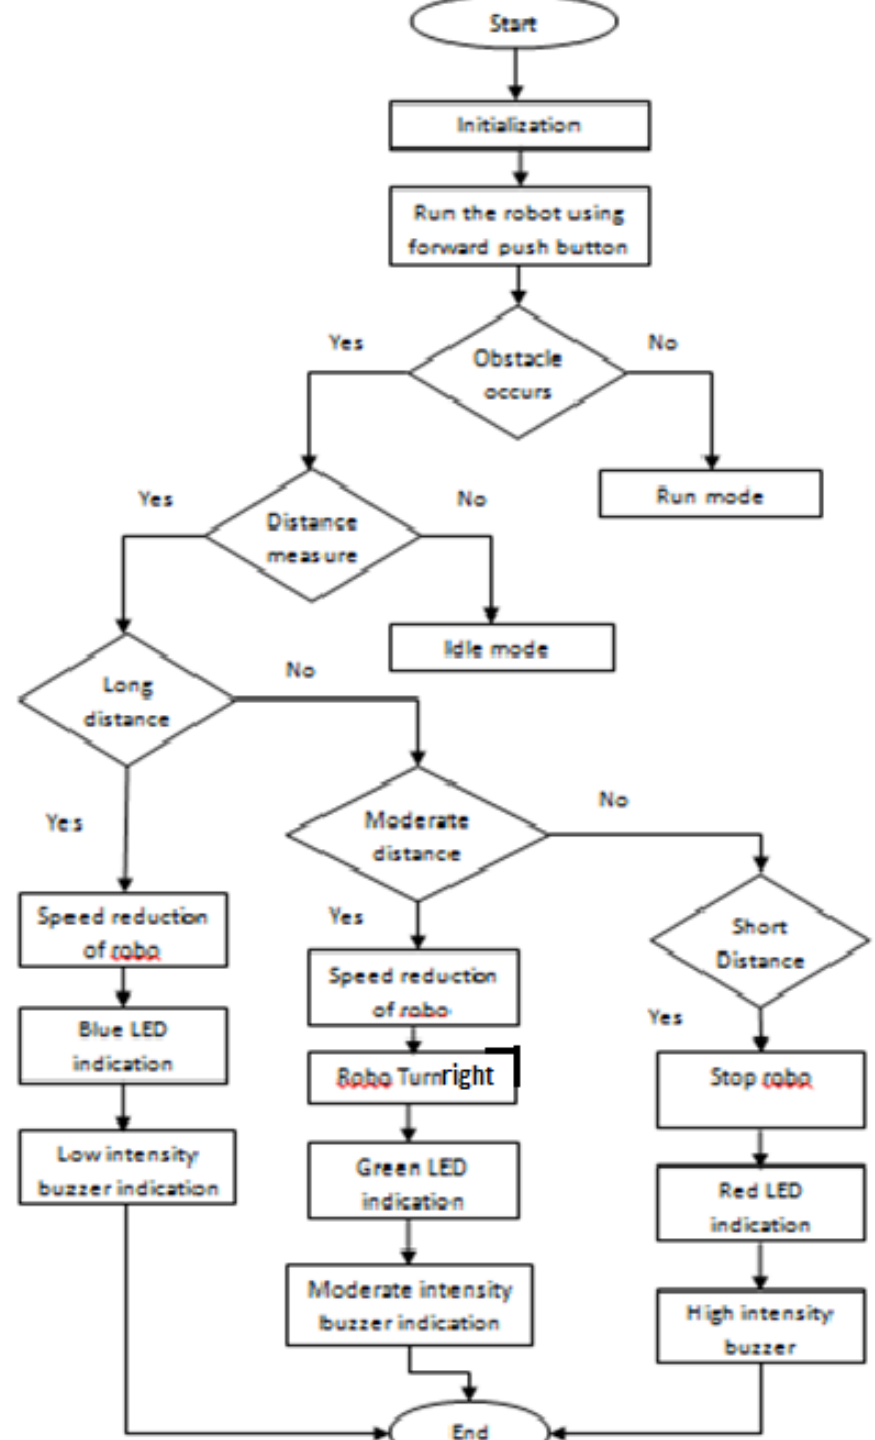 Start
Initialization
Run the robot using
forward push button
Yes
No
Obstacle
occurs
Run mode
Yes
No
Distance
measure
Idle mode
Long
distance
No
Yes
Moderate
distance
No
Yes
Short
Distance
Yes
Speed reduction
of robo
Blue LED
indication
Low intensity
buzzer indication
Speed reduction
of robo
Robo Turnright
Green LED
indication
Moderate intensity
buzzer indication
Stop robo
Red LED
indication
High intensity
buzzer
End